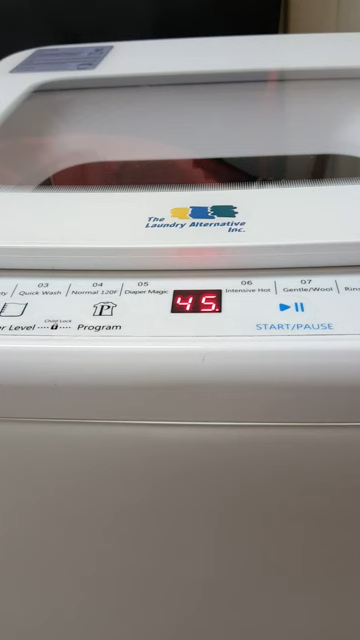 The
Laundry Alternative
Inc.
03 04 05 06 07
Quick Wash Normal 120F Diaper Magic Intensive Hot Gentle/Wool
45.
Child Lock
Program
START/PAUSE